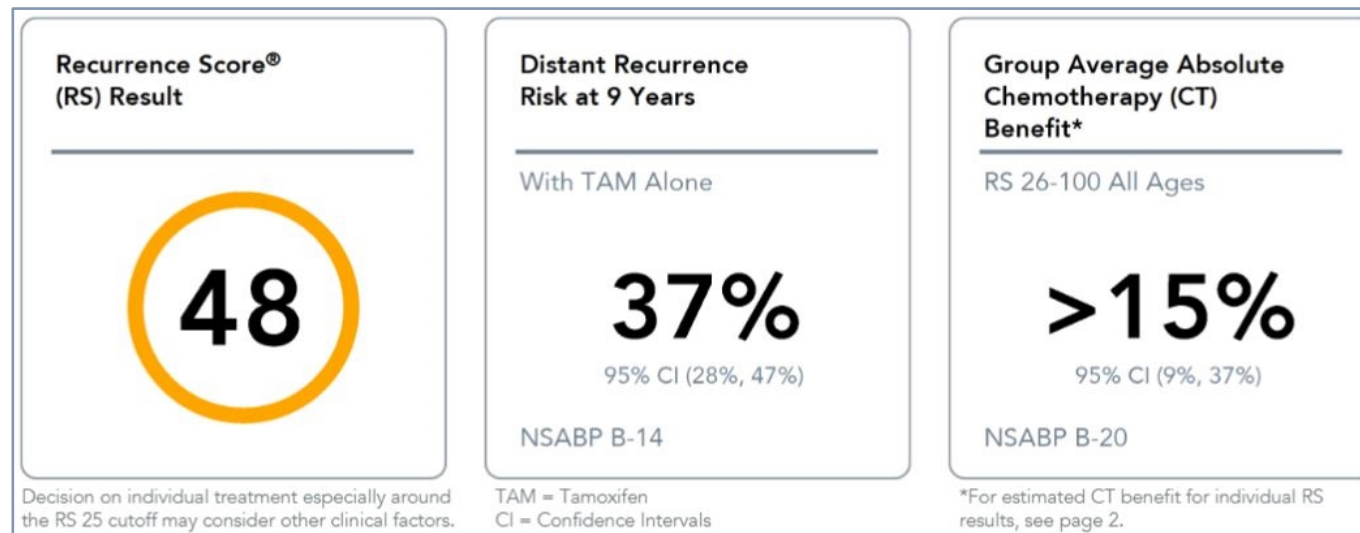 Recurrence Score®
(RS) Result
48
Decision on individual treatment especially around
the RS 25 cutoff may consider other clinical factors.
Distant Recurrence
Risk at 9 Years
With TAM Alone
37%
95% CI (28%, 47%)
NSABP B-14
TAM = Tamoxifen
CI = Confidence Intervals
Group Average Absolute
Chemotherapy (CT)
Benefit*
RS 26-100 All Ages
>15%
95% CI (9%, 37%)
NSABP B-20
*For estimated CT benefit for individual RS
results, see page 2.